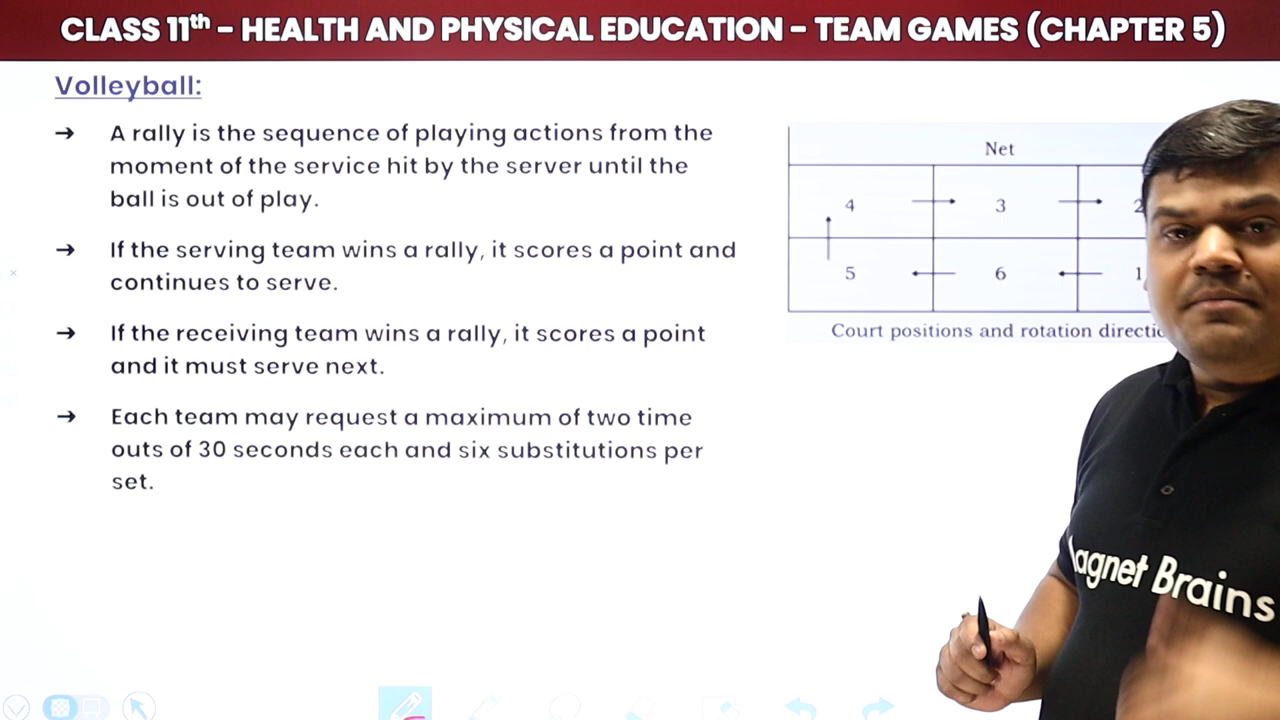 CLASS 11th – HEALTH AND PHYSICAL EDUCATION – TEAM GAMES (CHAPTER 5)
Volleyball:
→ A rally is the sequence of playing actions from the
moment of the service hit by the server until the
ball is out of play.
→ If the serving team wins a rally, it scores a point and
continues to serve.
→ If the receiving team wins a rally, it scores a point
and it must serve next.
→ Each team may request a maximum of two time
outs of 30 seconds each and six substitutions per
set.
Net
4 3 2
5 6 1
Court positions and rotation
agnet Brains